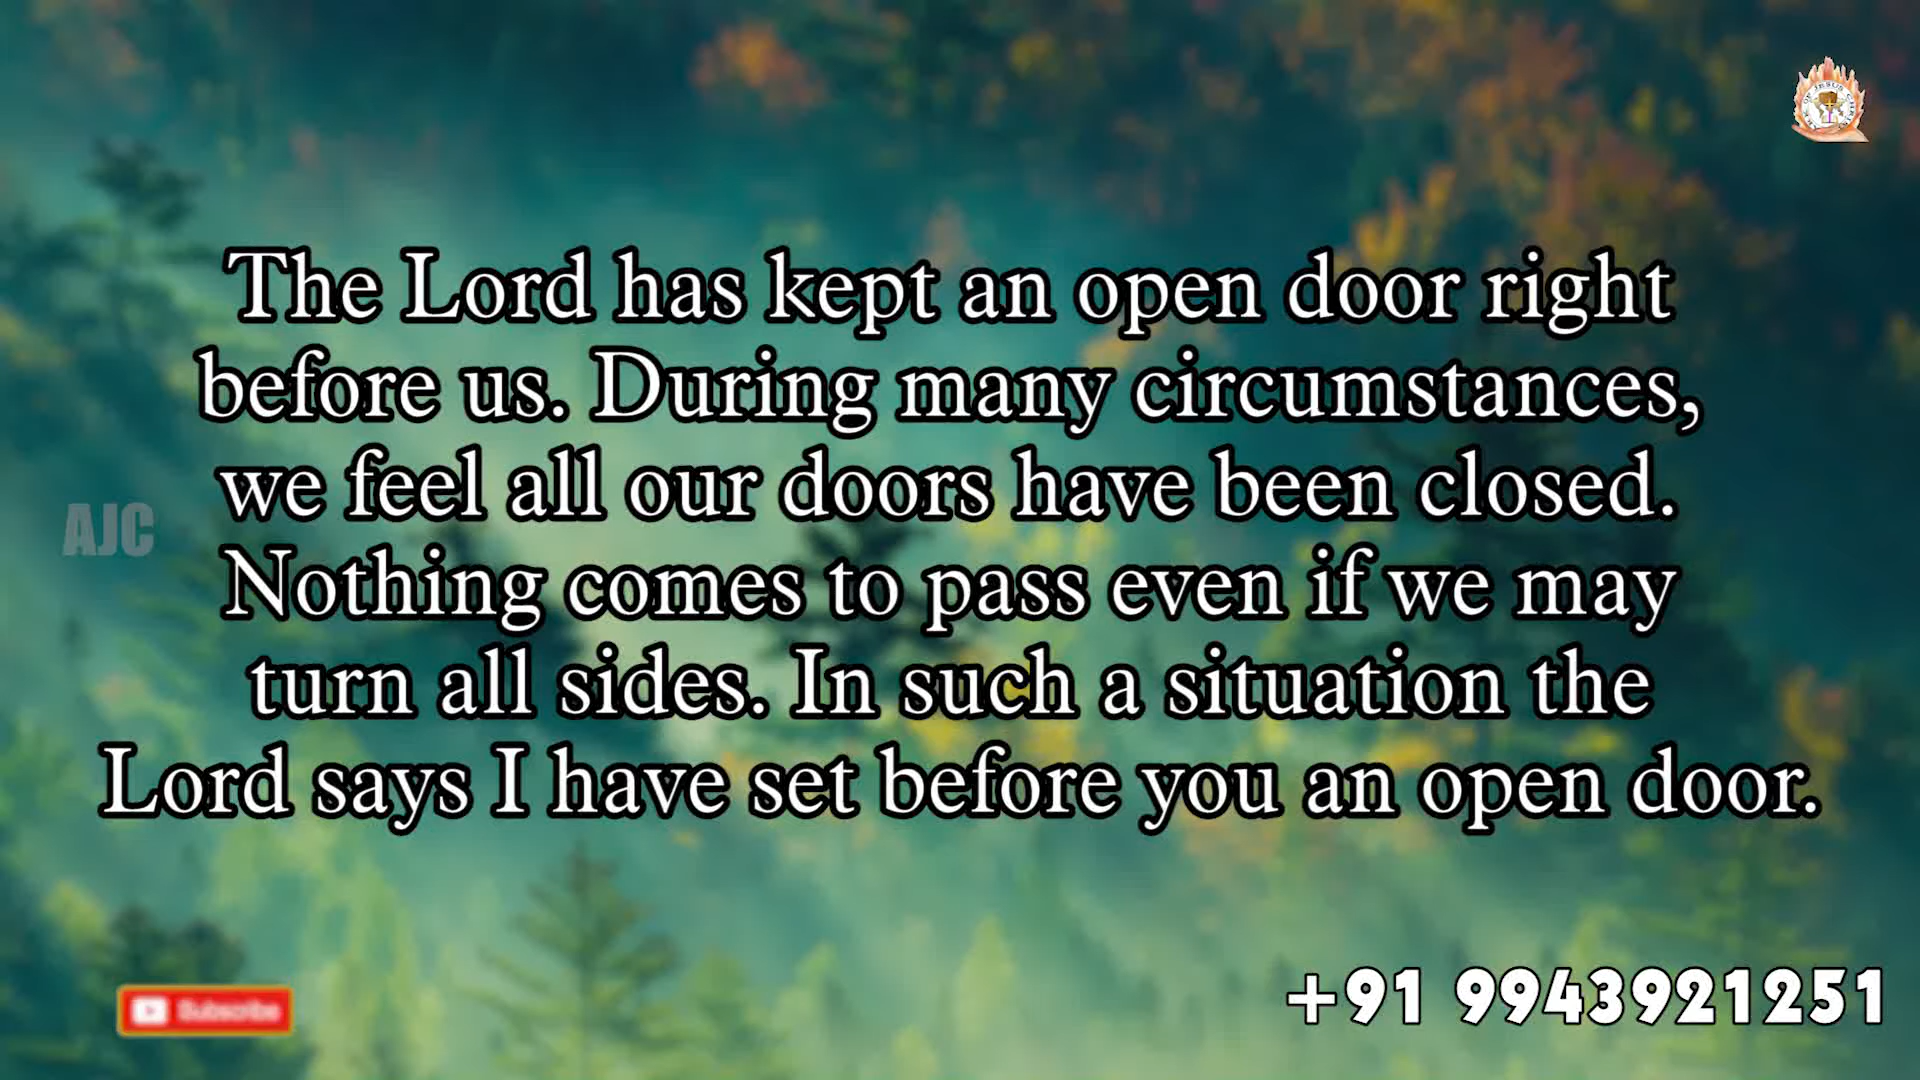 The Lord has kept an open door right
before us. During many circumstances,
we feel all our doors have been closed.
AJC
Nothing comes to pass even if we may
turn all sides. In such a situation the
Lord says I have set before you an open door.
Subscribe
+91 9943921251